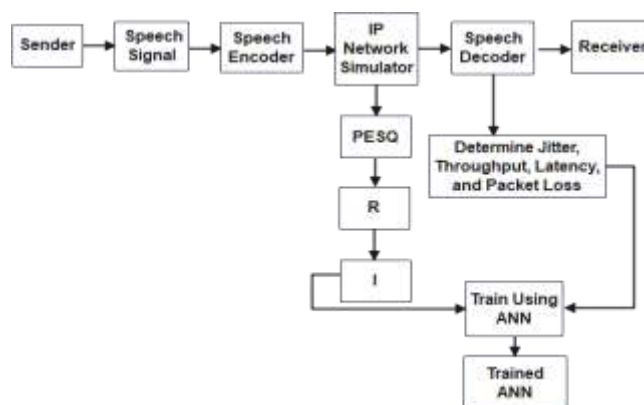 Sender
Speech
Signal
Speech
Encoder
IP
Network
Simulator
Speech
Decoder
Receiver
PESQ
Determine Jitter,
Throughput, Latency,
and Packet Loss
R
I
Train Using
ANN
Trained
ANN